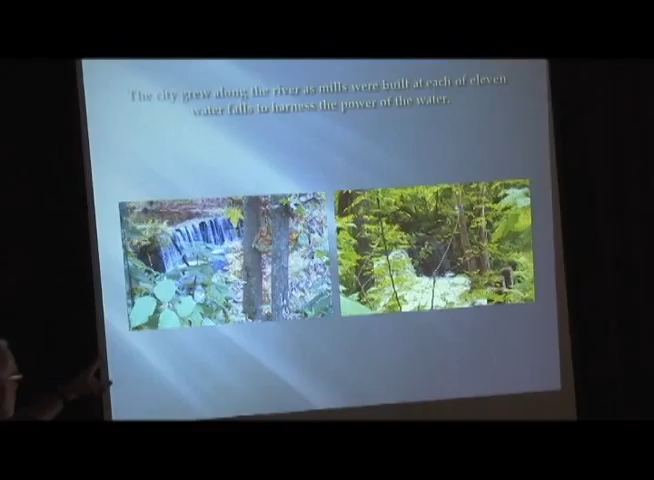 The city grew along the river as mills were built at each of eleven
water falls to harness the power of the water.